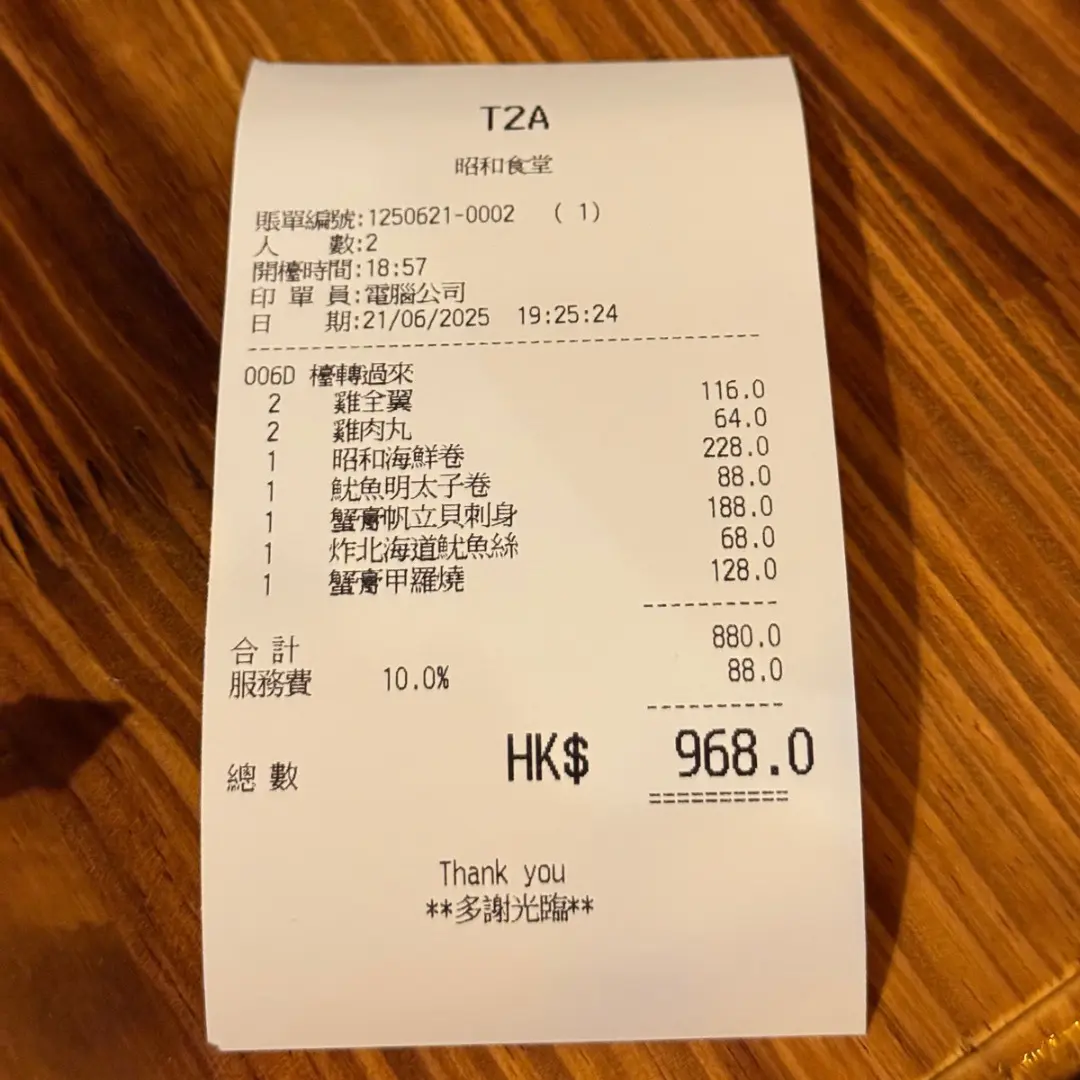 T2A
昭和食堂
賬單編號:1250621-0002 ( 1)
人 數:2
開檯時間:18:57
印 單 員:電腦公司
日 期:21/06/2025 19:25:24
006D 檯轉過來
2 雞全翼 116.0
2 雞肉丸 64.0
1 昭和海鮮卷 228.0
1 魷魚明太子卷 88.0
1 蟹膏帆立貝刺身 188.0
1 炸北海道魷魚絲 68.0
1 蟹膏甲羅燒 128.0
合 計 880.0
服務費 10.0% 88.0
總 數 HK$ 968.0
Thank you
**多謝光臨**